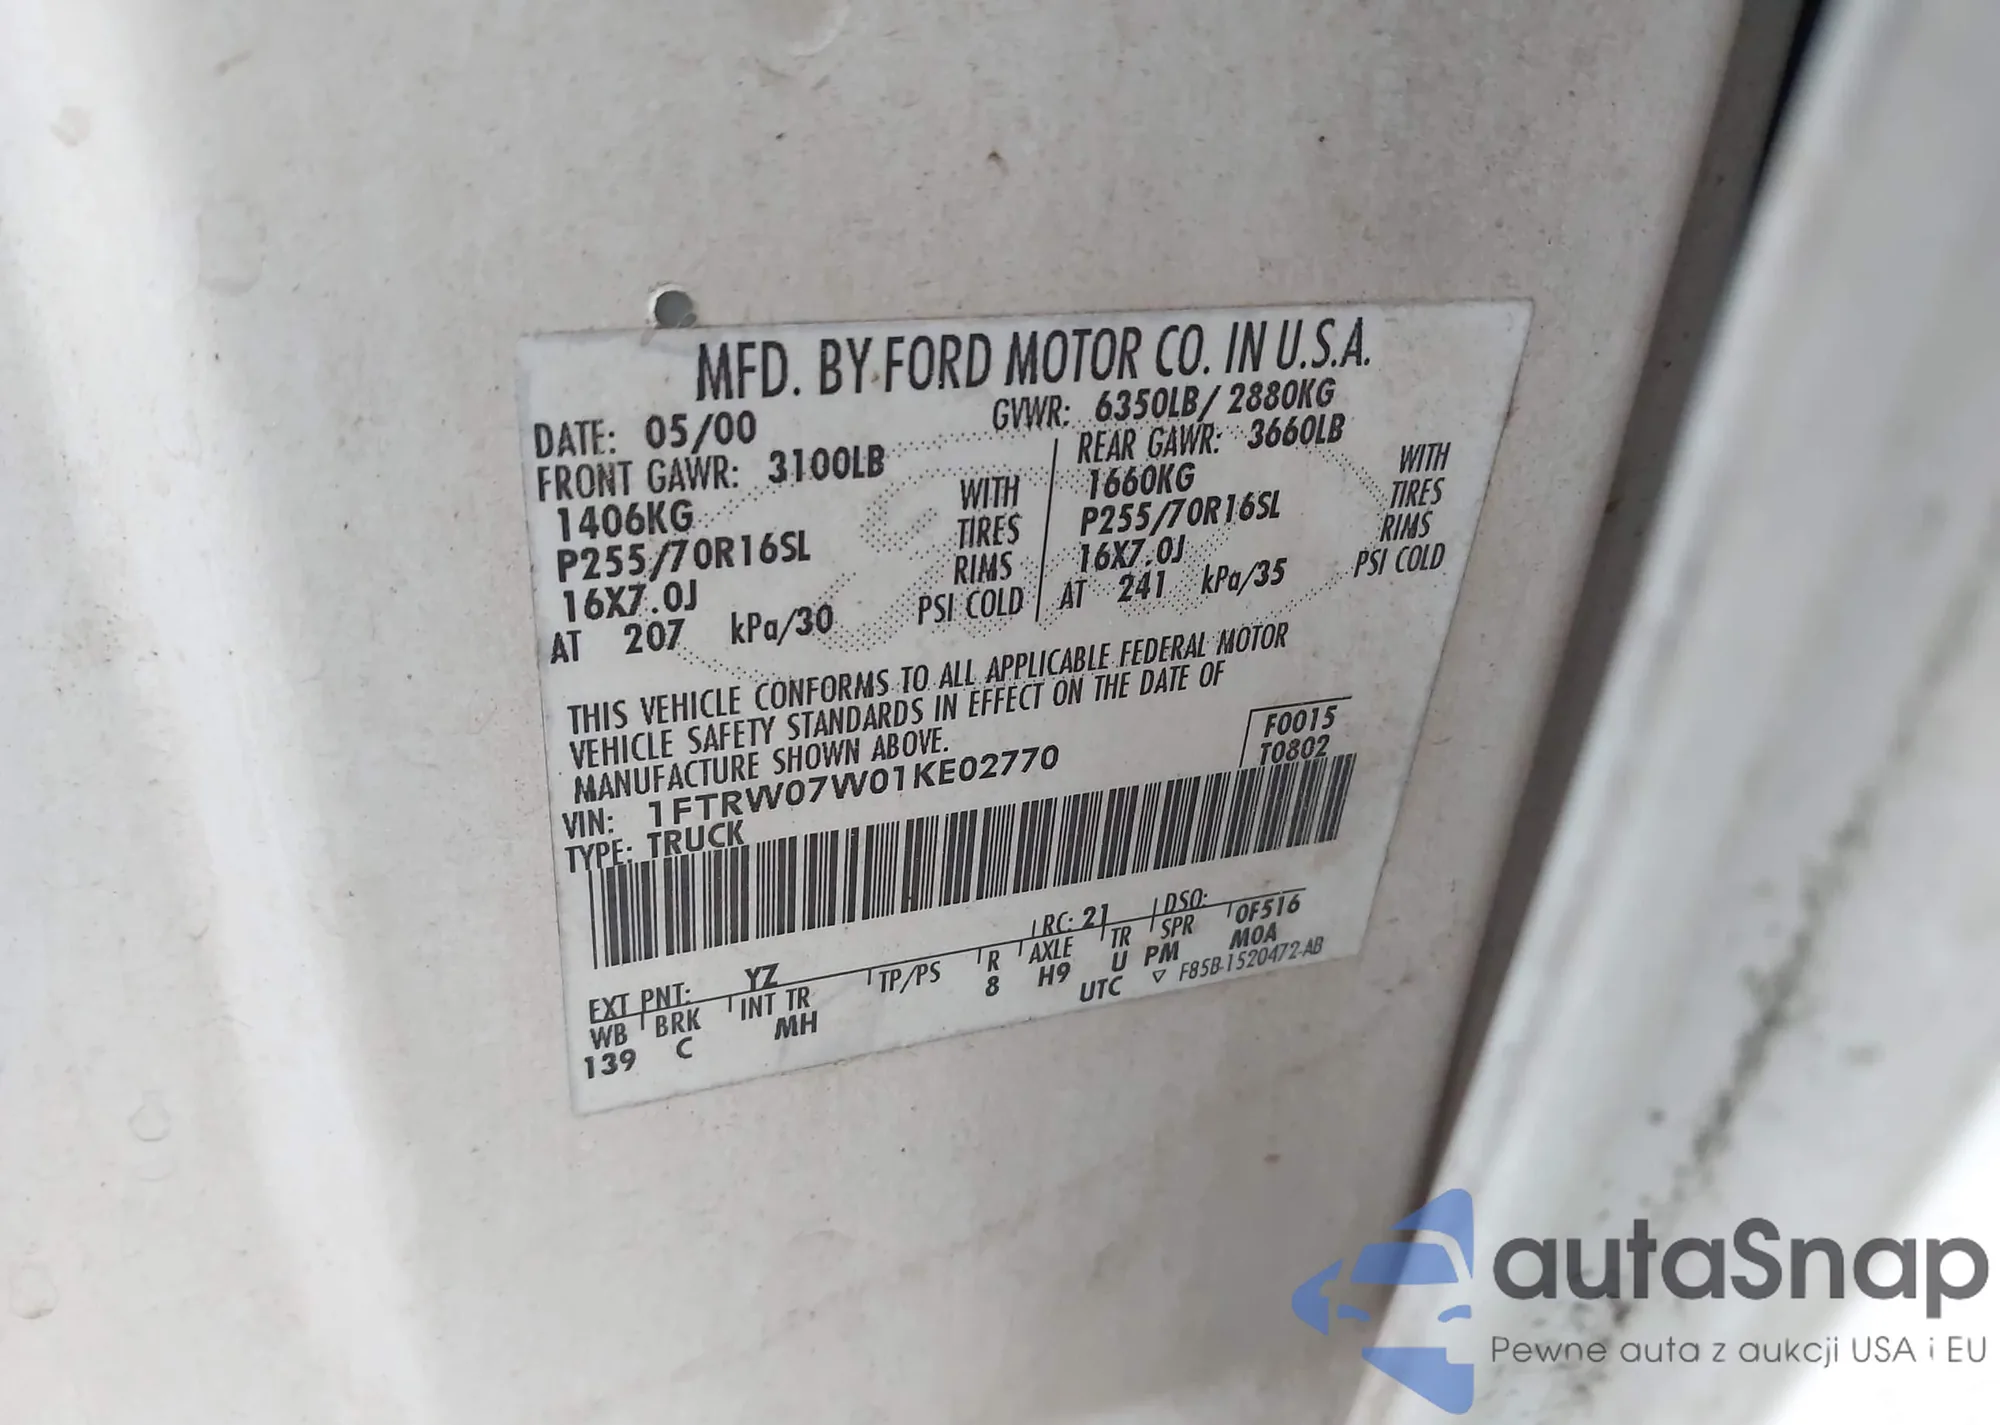 MFD. BY FORD MOTOR CO. IN U.S.A.
DATE: 05/00 GVWR: 6350LB/ 2880KG
FRONT GAWR: 3100LB REAR GAWR: 3660LB
1406KG WITH 1660KG WITH
P255/70R16SL TIRES P255/70R16SL TIRES
16X7.0J RIMS 16X7.0J RIMS
AT 207 kPa/30 PSI COLD AT 241 kPa/35 PSI COLD
THIS VEHICLE CONFORMS TO ALL APPLICABLE FEDERAL MOTOR
VEHICLE SAFETY STANDARDS IN EFFECT ON THE DATE OF
MANUFACTURE SHOWN ABOVE.
F0015
VIN: 1FTRW07W01KE02770
T0802
TYPE: TRUCK
EXT PNT: YZ RC: 21 DSO: 0F516
WB BRK INT TR TP/PS R AXLE TR SPR M0A
139 C MH 8 H9 U PM
UTC ▽ F85B-1520472-AB
autaSnap
Pewne auta z aukcji USA i EU